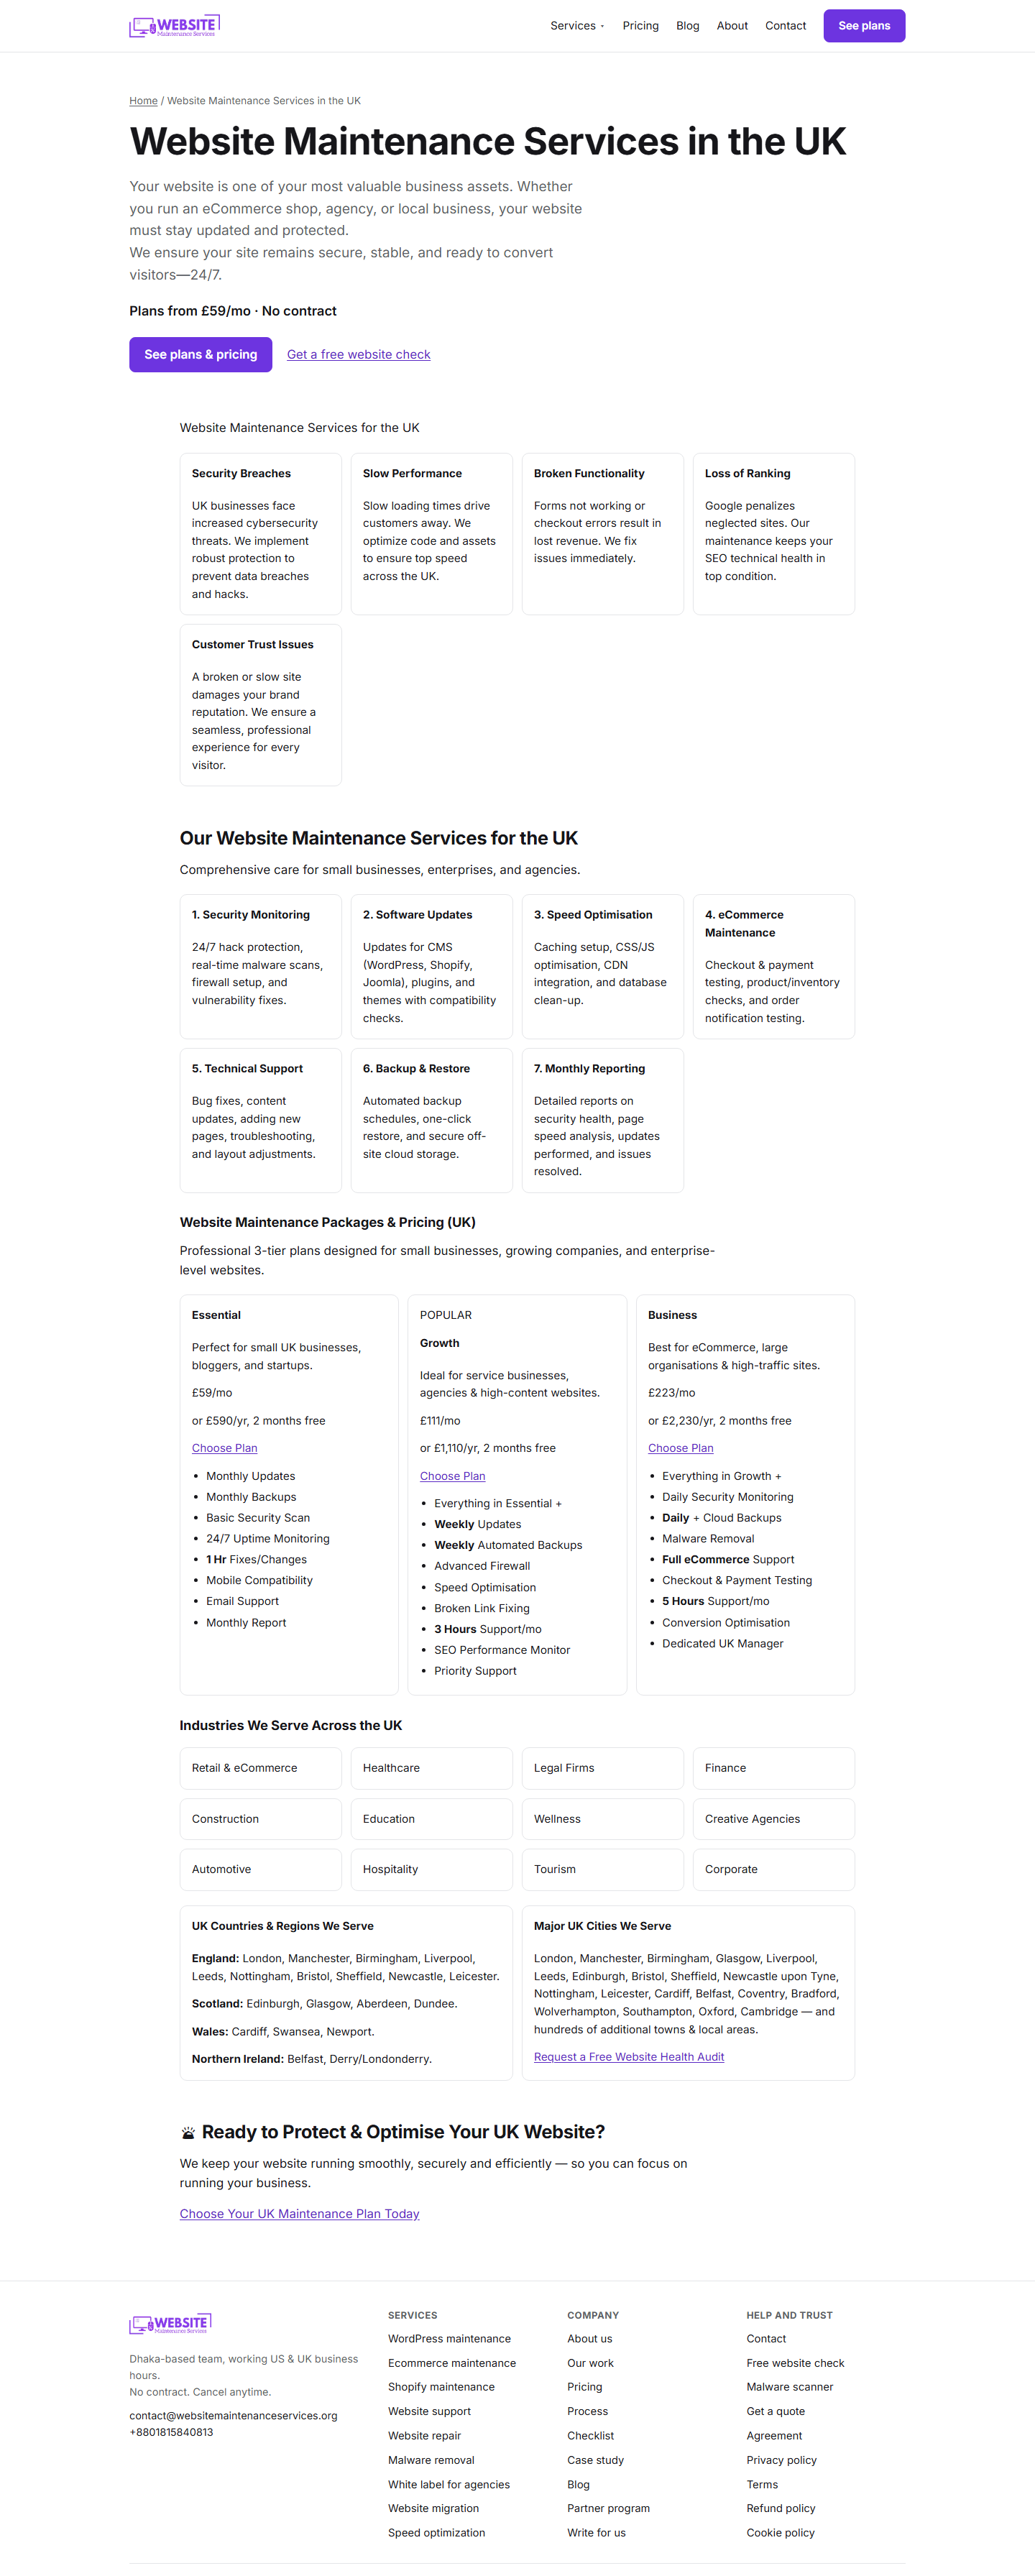 WEBSITE
Maintenance Services
Services
Pricing
Blog
About
Contact
See plans
Home / Website Maintenance Services in the UK
Website Maintenance Services in the UK
Your website is one of your most valuable business assets. Whether
you run an eCommerce shop, agency, or local business, your website
must stay updated and protected.
We ensure your site remains secure, stable, and ready to convert
visitors—24/7.
Plans from £59/mo · No contract
See plans & pricing
Get a free website check
Website Maintenance Services for the UK
Security Breaches
UK businesses face
increased cybersecurity
threats. We implement
robust protection to
prevent data breaches
and hacks.
Slow Performance
Slow loading times drive
customers away. We
optimize code and assets
to ensure top speed
across the UK.
Broken Functionality
Forms not working or
checkout errors result in
lost revenue. We fix
issues immediately.
Loss of Ranking
Google penalizes
neglected sites. Our
maintenance keeps your
SEO technical health in
top condition.
Customer Trust Issues
A broken or slow site
damages your brand
reputation. We ensure a
seamless, professional
experience for every
visitor.
Our Website Maintenance Services for the UK
Comprehensive care for small businesses, enterprises, and agencies.
1. Security Monitoring
24/7 hack protection,
real-time malware scans,
firewall setup, and
vulnerability fixes.
2. Software Updates
Updates for CMS
(WordPress, Shopify,
Joomla), plugins, and
themes with compatibility
checks.
3. Speed Optimisation
Caching setup, CSS/JS
optimisation, CDN
integration, and database
clean-up.
4. eCommerce
Maintenance
Checkout & payment
testing, product/inventory
checks, and order
notification testing.
5. Technical Support
Bug fixes, content
updates, adding new
pages, troubleshooting,
and layout adjustments.
6. Backup & Restore
Automated backup
schedules, one-click
restore, and secure off-
site cloud storage.
7. Monthly Reporting
Detailed reports on
security health, page
speed analysis, updates
performed, and issues
resolved.
Website Maintenance Packages & Pricing (UK)
Professional 3-tier plans designed for small businesses, growing companies, and enterprise-
level websites.
Essential
Perfect for small UK businesses,
bloggers, and startups.
£59/mo
or £590/yr, 2 months free
Choose Plan
• Monthly Updates
• Monthly Backups
• Basic Security Scan
• 24/7 Uptime Monitoring
• 1 Hr Fixes/Changes
• Mobile Compatibility
• Email Support
• Monthly Report
POPULAR
Growth
Ideal for service businesses,
agencies & high-content websites.
£111/mo
or £1,110/yr, 2 months free
Choose Plan
• Everything in Essential +
• Weekly Updates
• Weekly Automated Backups
• Advanced Firewall
• Speed Optimisation
• Broken Link Fixing
• 3 Hours Support/mo
• SEO Performance Monitor
• Priority Support
Business
Best for eCommerce, large
organisations & high-traffic sites.
£223/mo
or £2,230/yr, 2 months free
Choose Plan
• Everything in Growth +
• Daily Security Monitoring
• Daily + Cloud Backups
• Malware Removal
• Full eCommerce Support
• Checkout & Payment Testing
• 5 Hours Support/mo
• Conversion Optimisation
• Dedicated UK Manager
Industries We Serve Across the UK
Retail & eCommerce
Healthcare
Legal Firms
Finance
Construction
Education
Wellness
Creative Agencies
Automotive
Hospitality
Tourism
Corporate
UK Countries & Regions We Serve
England: London, Manchester, Birmingham, Liverpool,
Leeds, Nottingham, Bristol, Sheffield, Newcastle, Leicester.
Scotland: Edinburgh, Glasgow, Aberdeen, Dundee.
Wales: Cardiff, Swansea, Newport.
Northern Ireland: Belfast, Derry/Londonderry.
Major UK Cities We Serve
London, Manchester, Birmingham, Glasgow, Liverpool,
Leeds, Edinburgh, Bristol, Sheffield, Newcastle upon Tyne,
Nottingham, Leicester, Cardiff, Belfast, Coventry, Bradford,
Wolverhampton, Southampton, Oxford, Cambridge — and
hundreds of additional towns & local areas.
Request a Free Website Health Audit
Ready to Protect & Optimise Your UK Website?
We keep your website running smoothly, securely and efficiently — so you can focus on
running your business.
Choose Your UK Maintenance Plan Today
WEBSITE
Maintenance Services
Dhaka-based team, working US & UK business
hours.
No contract. Cancel anytime.
contact@websitemaintenanceservices.org
+8801815840813
SERVICES
WordPress maintenance
Ecommerce maintenance
Shopify maintenance
Website support
Website repair
Malware removal
White label for agencies
Website migration
Speed optimization
COMPANY
About us
Our work
Pricing
Process
Checklist
Case study
Blog
Partner program
Write for us
HELP AND TRUST
Contact
Free website check
Malware scanner
Get a quote
Agreement
Privacy policy
Terms
Refund policy
Cookie policy